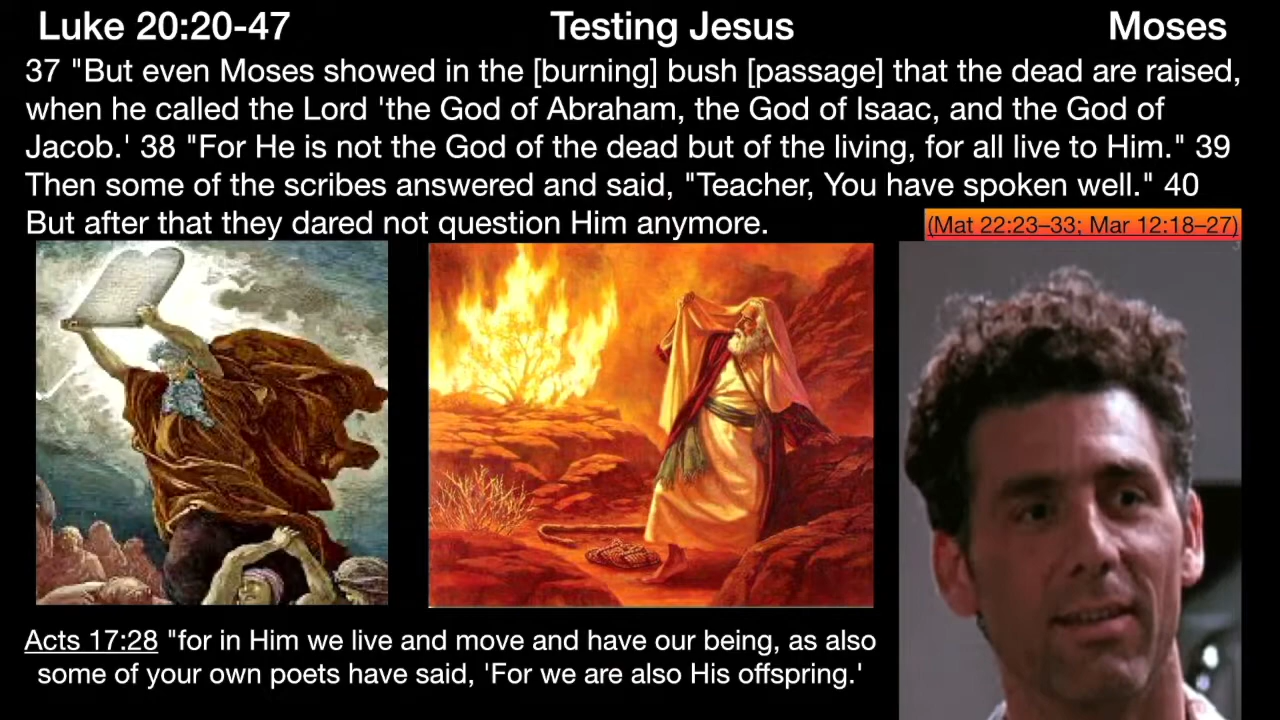 Luke 20:20-47 Testing Jesus Moses
37 "But even Moses showed in the [burning] bush [passage] that the dead are raised,
when he called the Lord 'the God of Abraham, the God of Isaac, and the God of
Jacob.' 38 "For He is not the God of the dead but of the living, for all live to Him." 39
Then some of the scribes answered and said, "Teacher, You have spoken well." 40
But after that they dared not question Him anymore.
(Mat 22:23–33; Mar 12:18–27)
Acts 17:28 "for in Him we live and move and have our being, as also
some of your own poets have said, 'For we are also His offspring.'